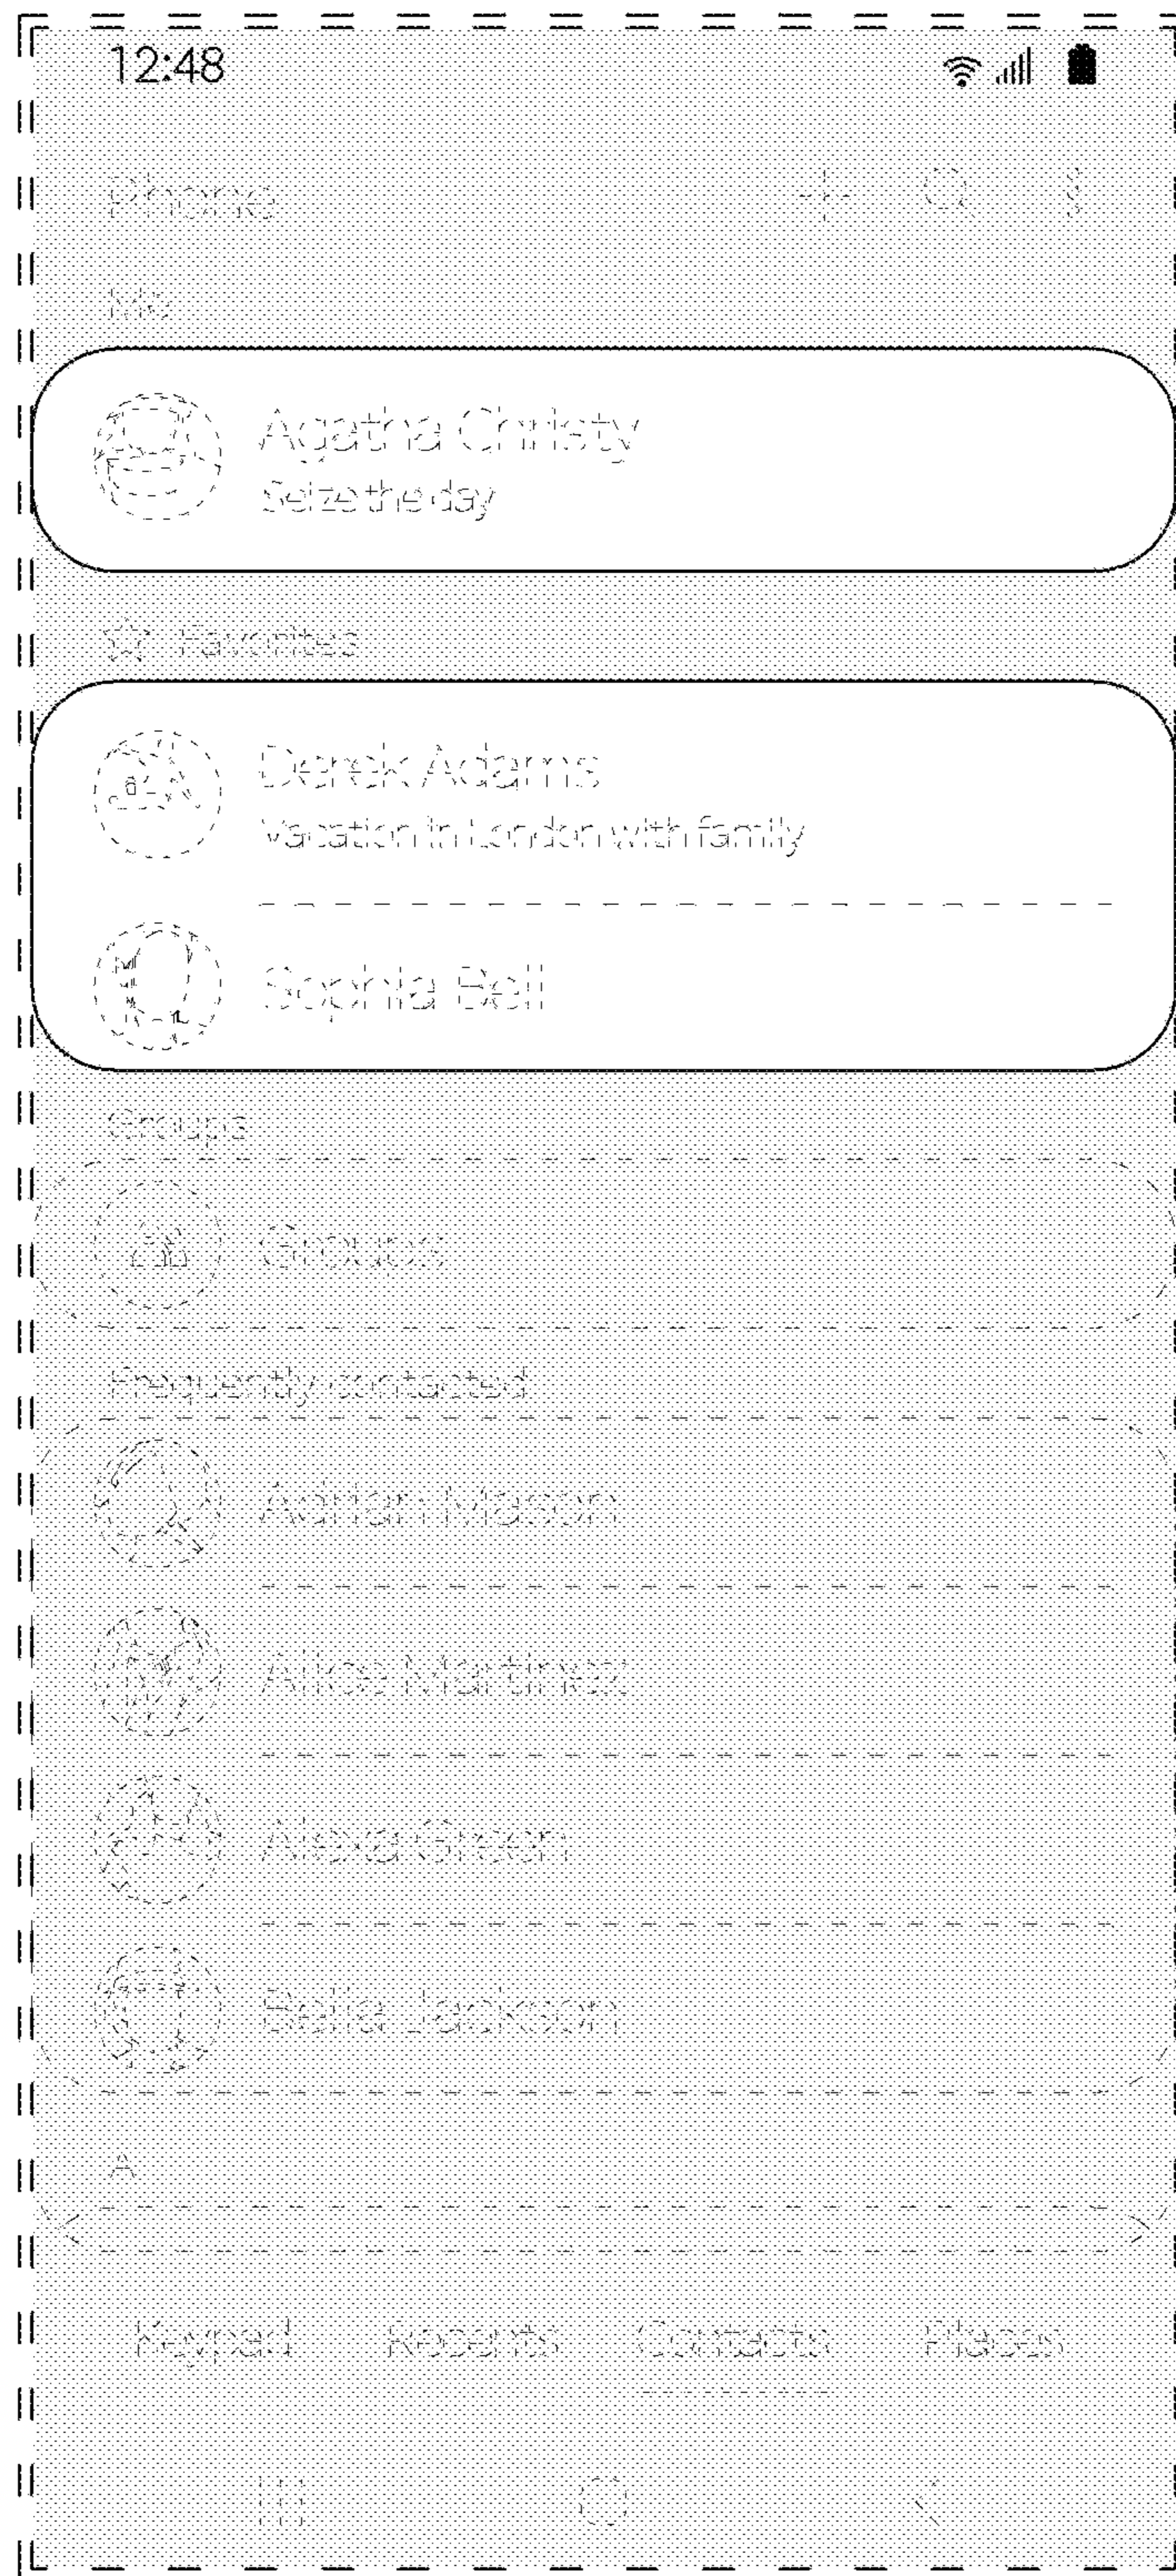 12:48
Phone
Me
Agatha Christy
Seize the day
Favorites
Derek Adams
Vacation in London with family
Sophia Bell
Groups
Groups
Frequently contacted
Adrian Mason
Alice Martinez
Alexa Green
Bella Jackson
A
Keypad Recents Contacts Places